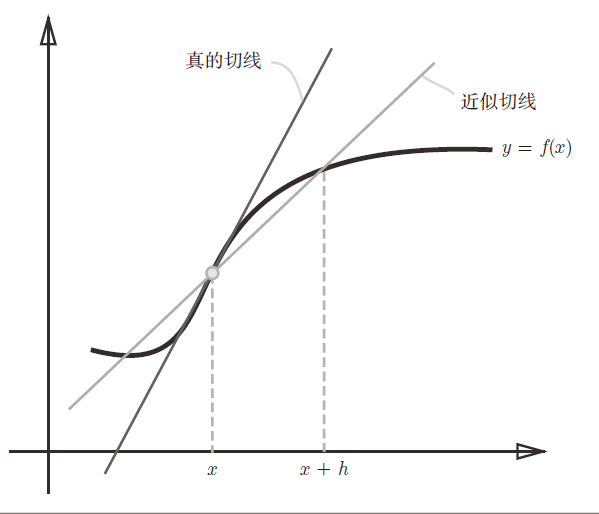 真的切线
近似切线
y = f(x)
x
x + h